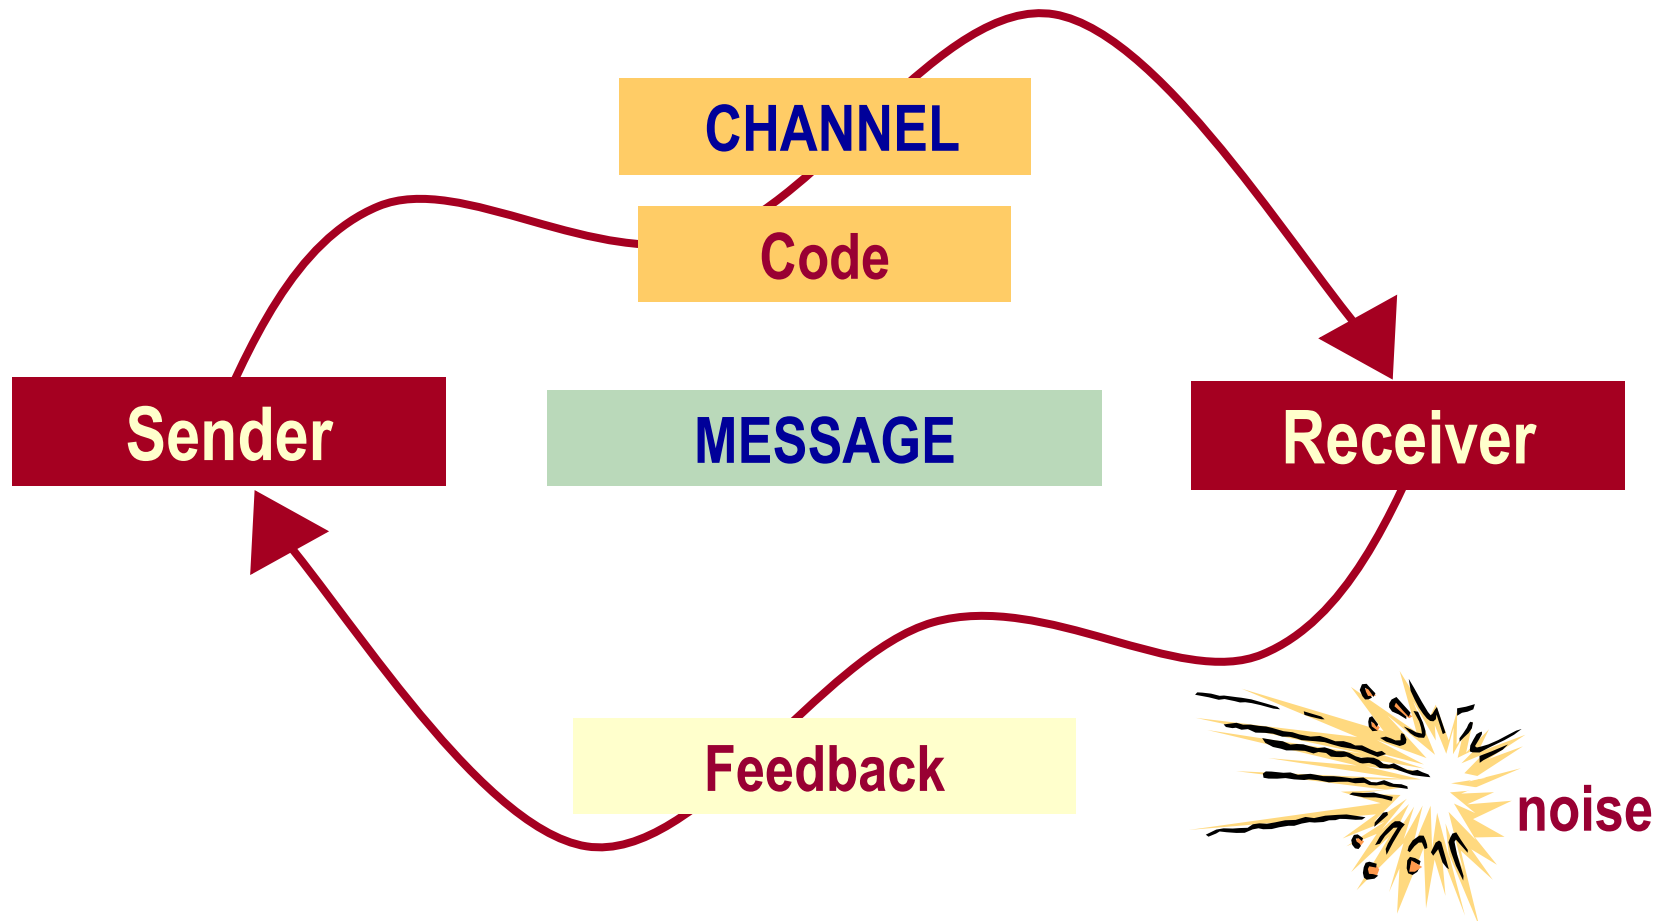 CHANNEL
Code
Sender
MESSAGE
Receiver
Feedback
noise